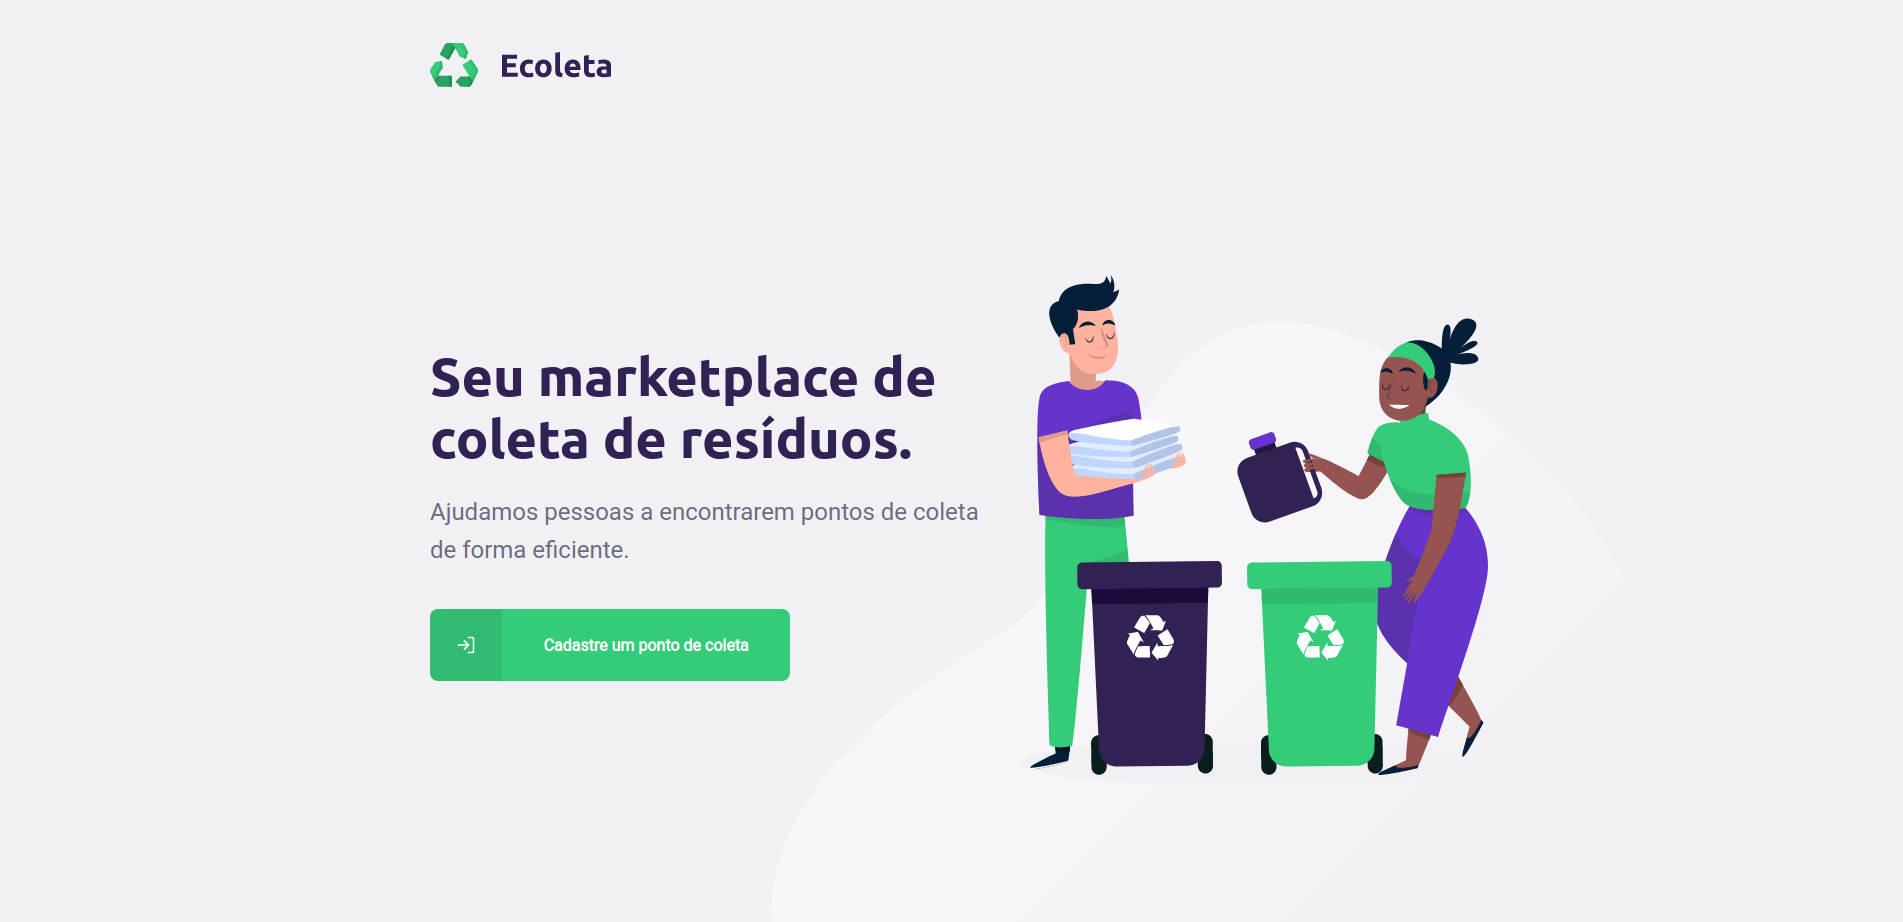 Ecoleta
Seu marketplace de
coleta de resíduos.
Ajudamos pessoas a encontrarem pontos de coleta
de forma eficiente.
Cadastre um ponto de coleta